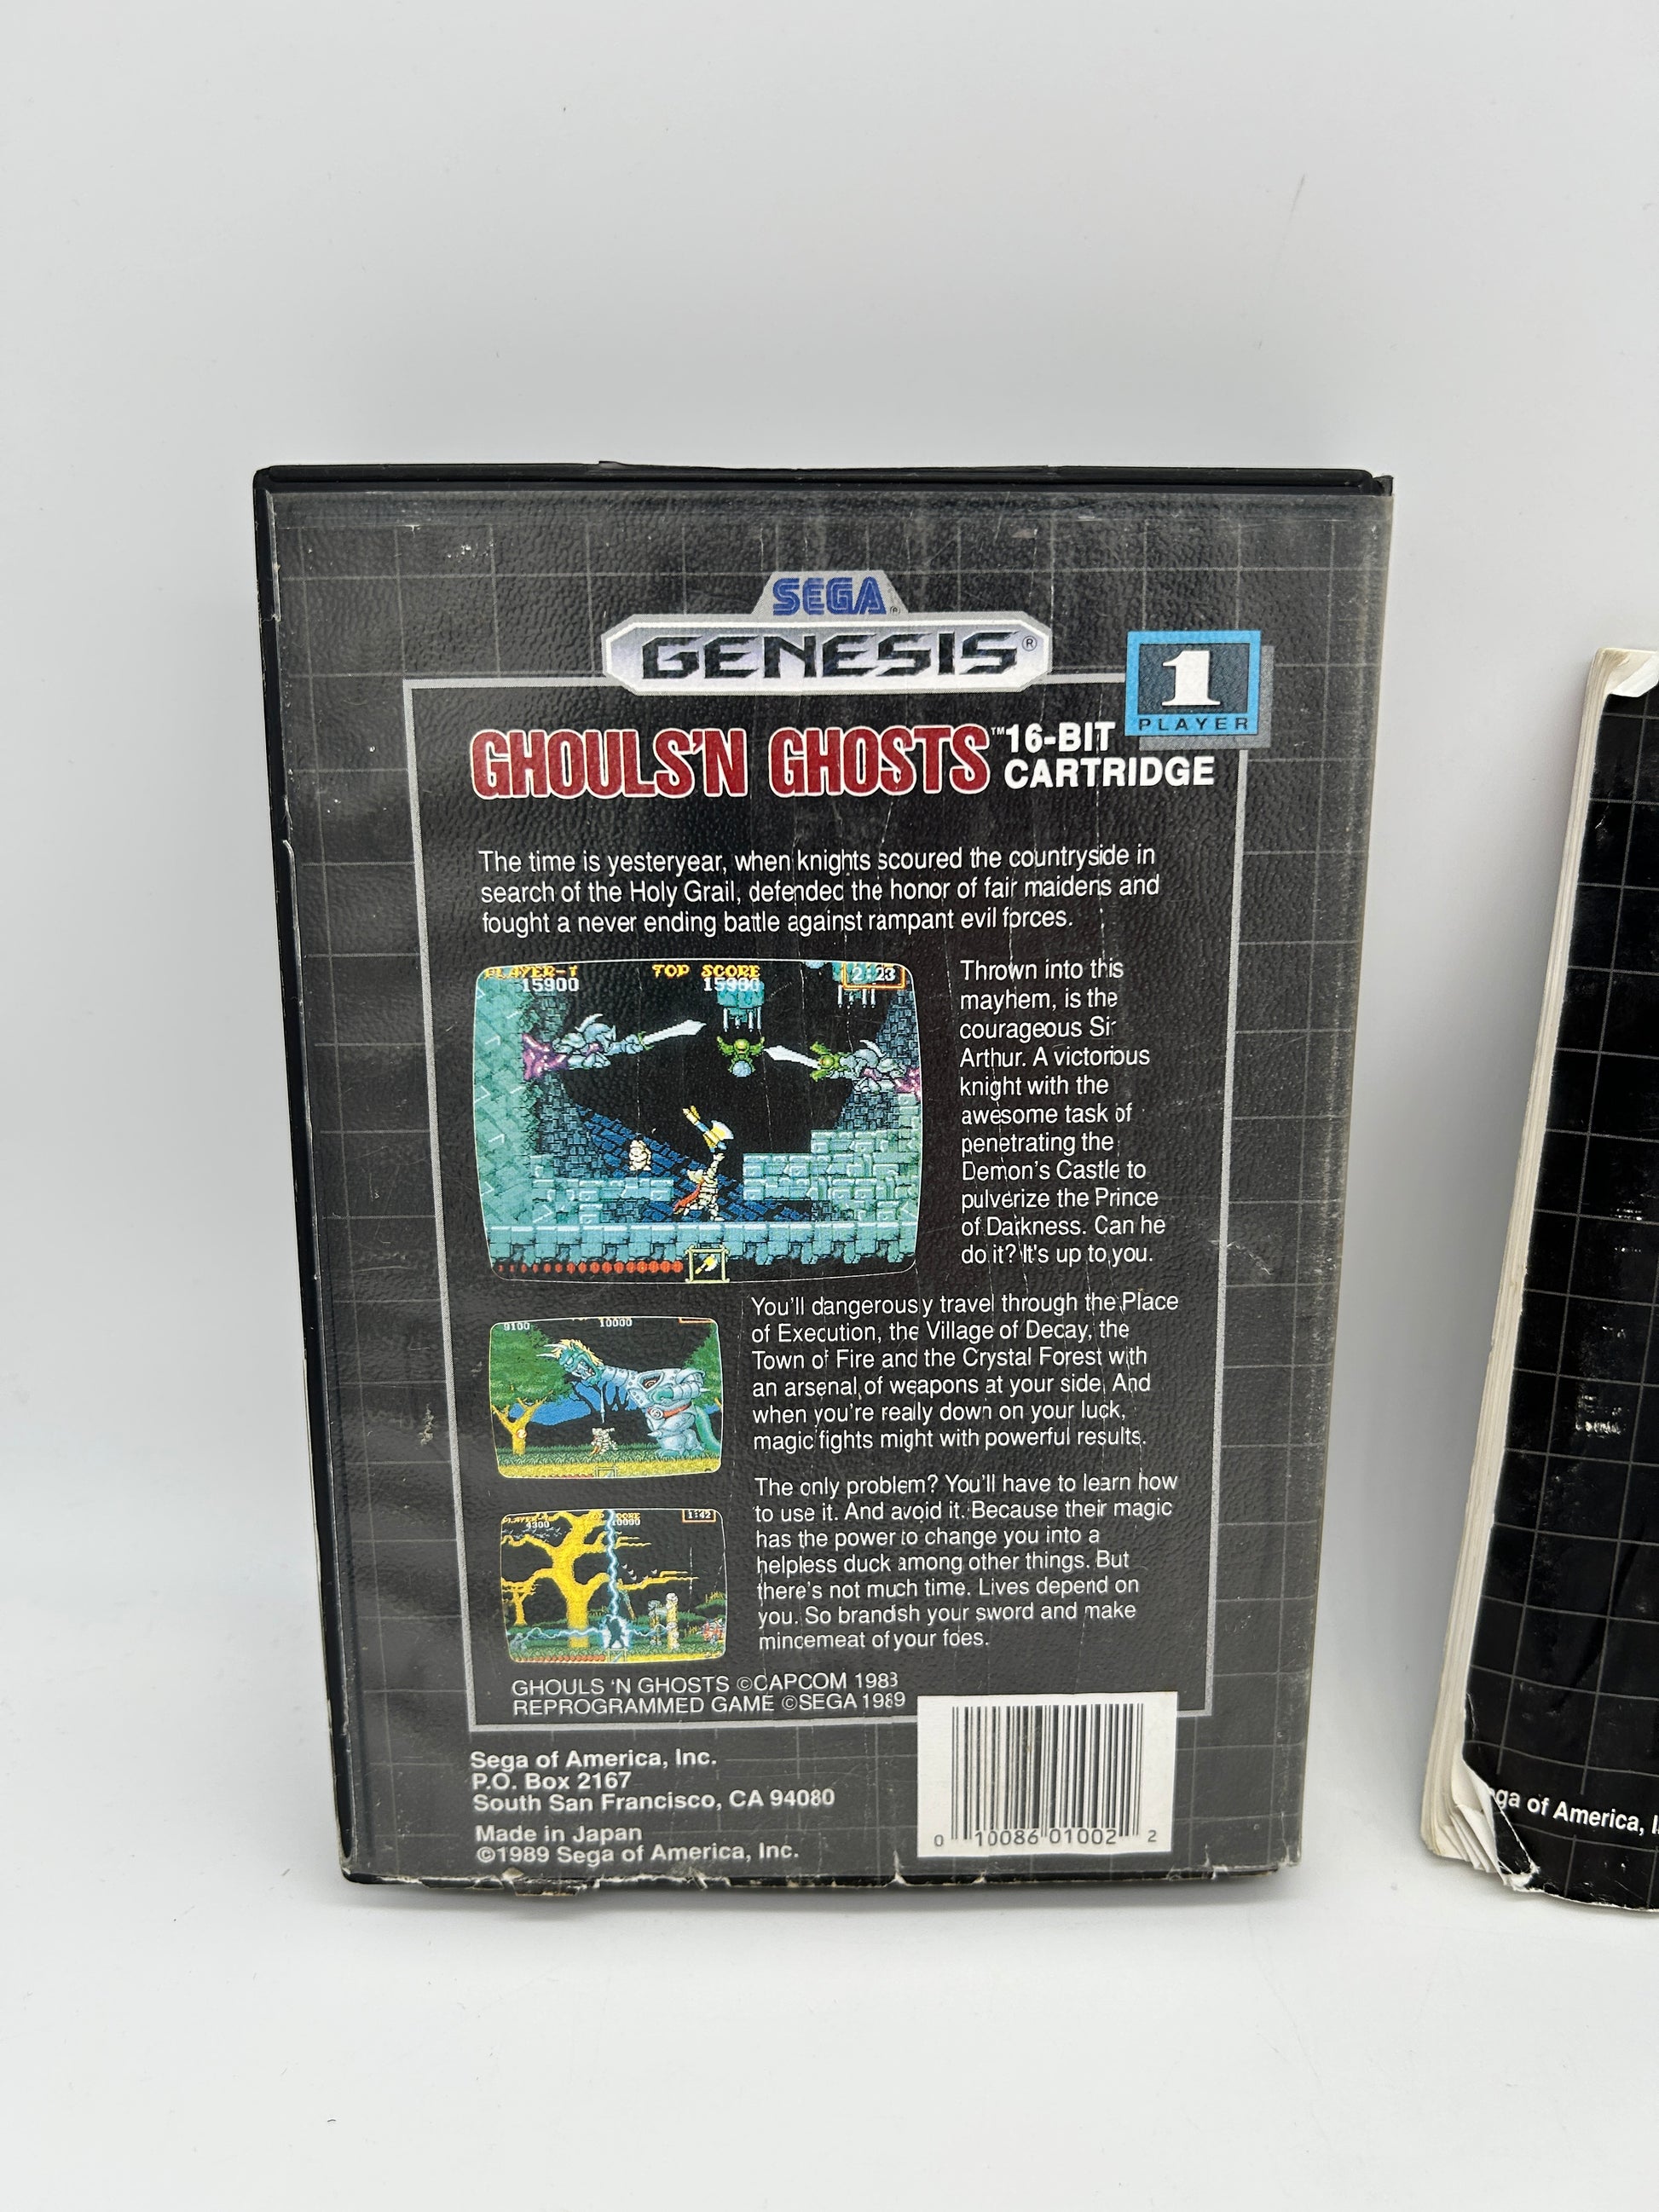 SEGA®
GENESIS®
1
PLAYER
GHOULS'N GHOSTS™ 16-BIT
CARTRIDGE
The time is yesteryear, when knights scoured the countryside in
search of the Holy Grail, defended the honor of fair maidens and
fought a never ending battle against rampant evil forces.
PLAYER-1 TOP SCORE 2:23
15900 15900
Thrown into this
mayhem, is the
courageous Sir
Arthur. A victorious
knight with the
awesome task of
penetrating the
Demon's Castle to
pulverize the Prince
of Darkness. Can he
do it? It's up to you.
9100 10000
You'll dangerously travel through the Place
of Execution, the Village of Decay, the
Town of Fire and the Crystal Forest with
an arsenal of weapons at your side. And
when you're really down on your luck,
magic fights might with powerful results.
1:42
4300 10000
The only problem? You'll have to learn how
to use it. And avoid it. Because their magic
has the power to change you into a
helpless duck among other things. But
there's not much time. Lives depend on
you. So brandish your sword and make
mincemeat of your foes.
GHOULS 'N GHOSTS ©CAPCOM 1988
REPROGRAMMED GAME ©SEGA 1989
Sega of America, Inc.
P.O. Box 2167
South San Francisco, CA 94080
Made in Japan
©1989 Sega of America, Inc.
0 10086 01002 2
of America,